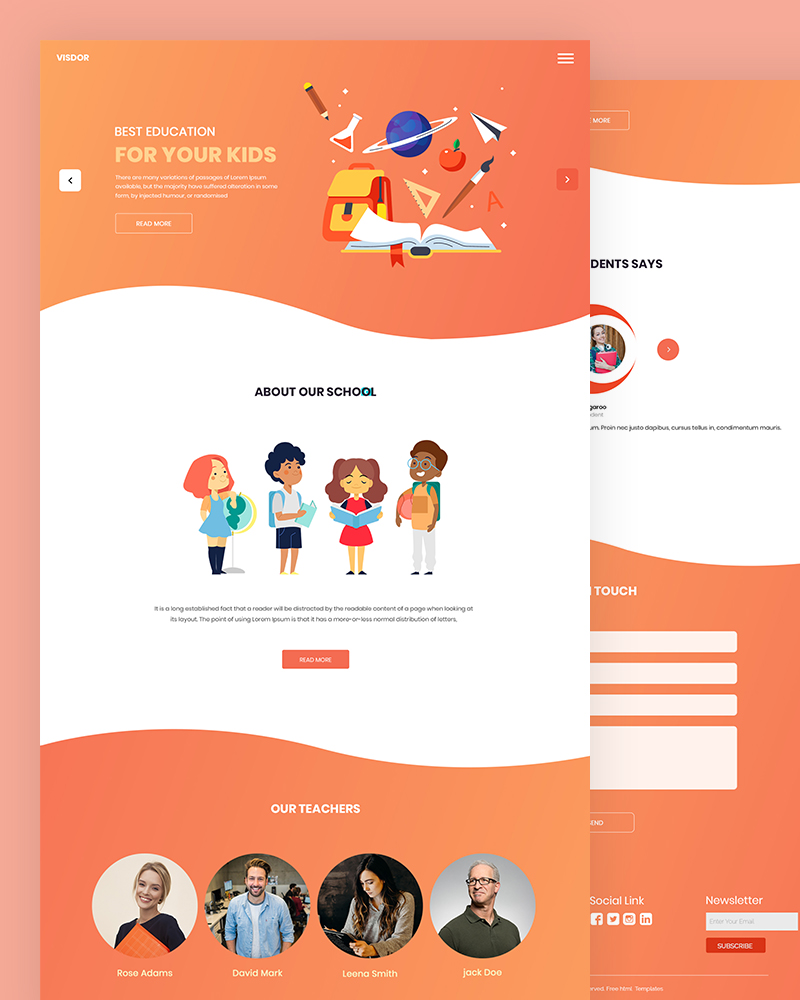 VISDOR
BEST EDUCATION
FOR YOUR KIDS
There are many variations of passages of Lorem Ipsum
available, but the majority have suffered alteration in some
form, by injected humour, or randomised
READ MORE
A
ABOUT OUR SCHOOL
It is a long established fact that a reader will be distracted by the readable content of a page when looking at
its layout. The point of using Lorem Ipsum is that it has a more-or-less normal distribution of letters,
READ MORE
OUR TEACHERS
Rose Adams
David Mark
Leena Smith
jack Doe
MORE
DENTS SAYS
garoo
dent
um. Proin nec justo dapibus, cursus tellus in, condimentum mauris.
TOUCH
END
Social Link
Newsletter
Enter Your Email
SUBSCRIBE
erved. Free html. Templates